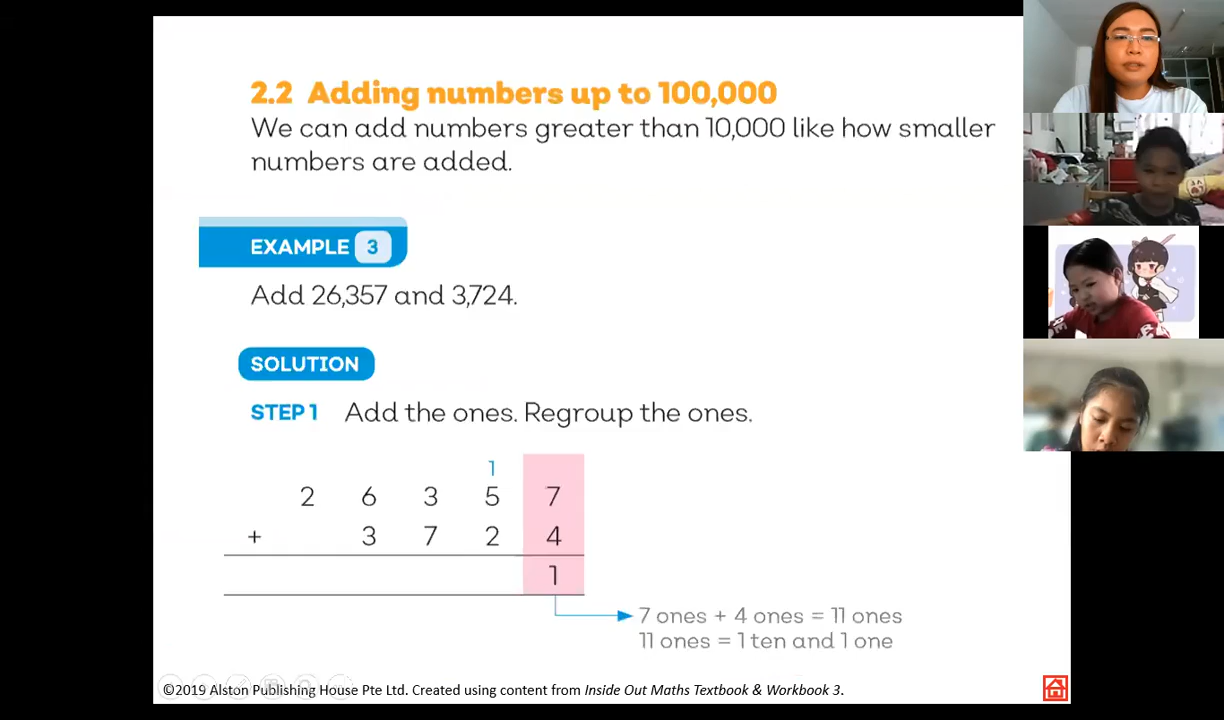 2.2 Adding numbers up to 100,000
We can add numbers greater than 10,000 like how smaller
numbers are added.
EXAMPLE 3
Add 26,357 and 3,724.
SOLUTION
STEP 1 Add the ones. Regroup the ones.
1
2 6 3 5 7
+ 3 7 2 4
1
7 ones + 4 ones = 11 ones
11 ones = 1 ten and 1 one
©2019 Alston Publishing House Pte Ltd. Created using content from Inside Out Maths Textbook & Workbook 3.